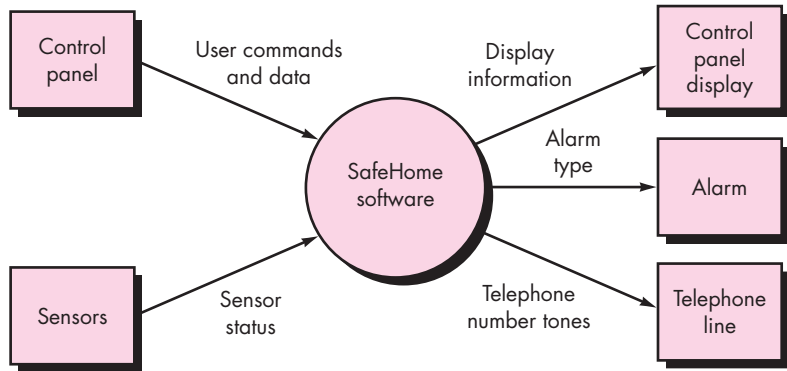 Control
panel
User commands
and data
Display
information
Control
panel
display
SafeHome
software
Alarm
type
Alarm
Sensors
Sensor
status
Telephone
number tones
Telephone
line